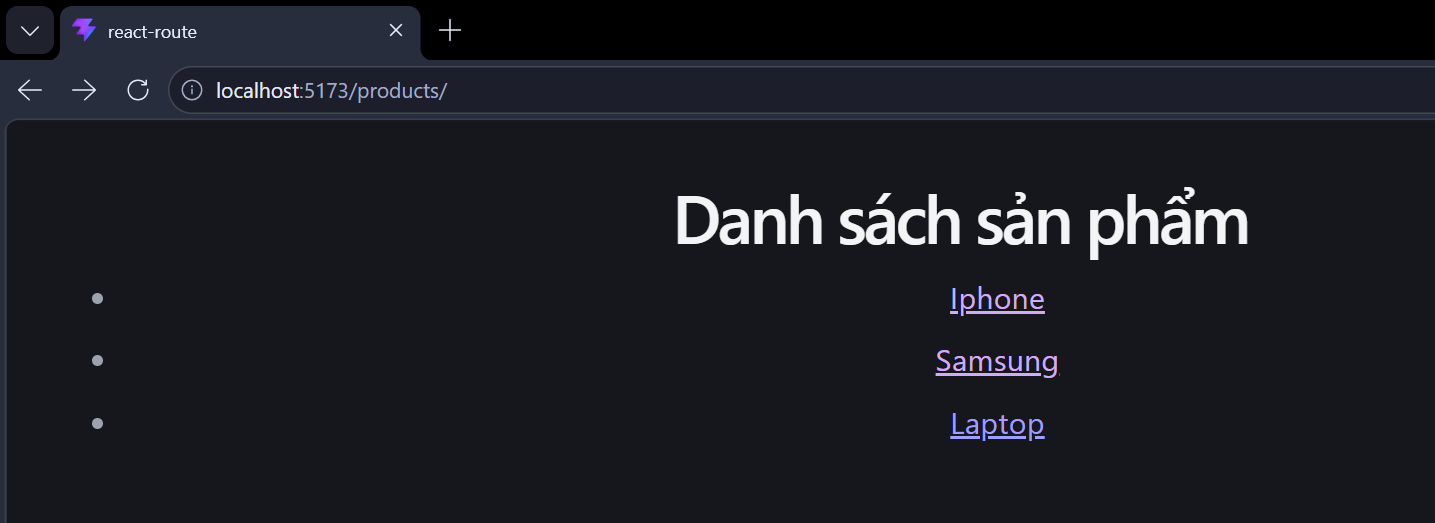 react-route
localhost:5173/products/
Danh sách sản phẩm
Iphone
Samsung
Laptop